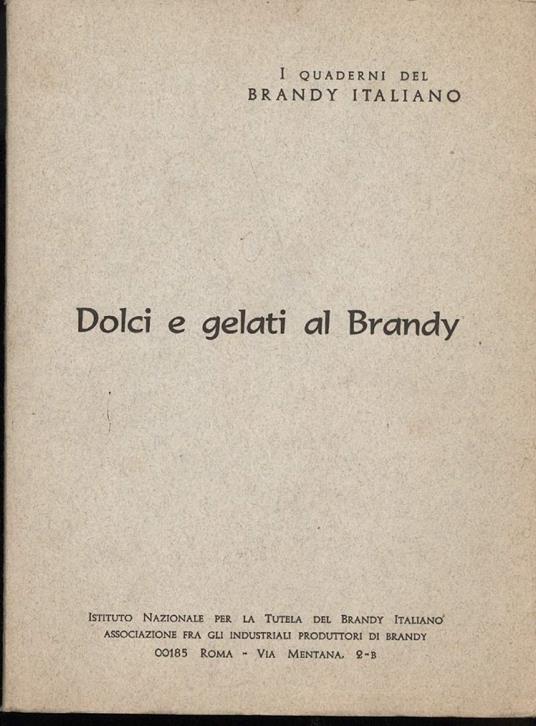 I QUADERNI DEL
BRANDY ITALIANO
Dolci e gelati al Brandy
ISTITUTO NAZIONALE PER LA TUTELA DEL BRANDY ITALIANO
ASSOCIAZIONE FRA GLI INDUSTRIALI PRODUTTORI DI BRANDY
00185 ROMA - VIA MENTANA, 2-B